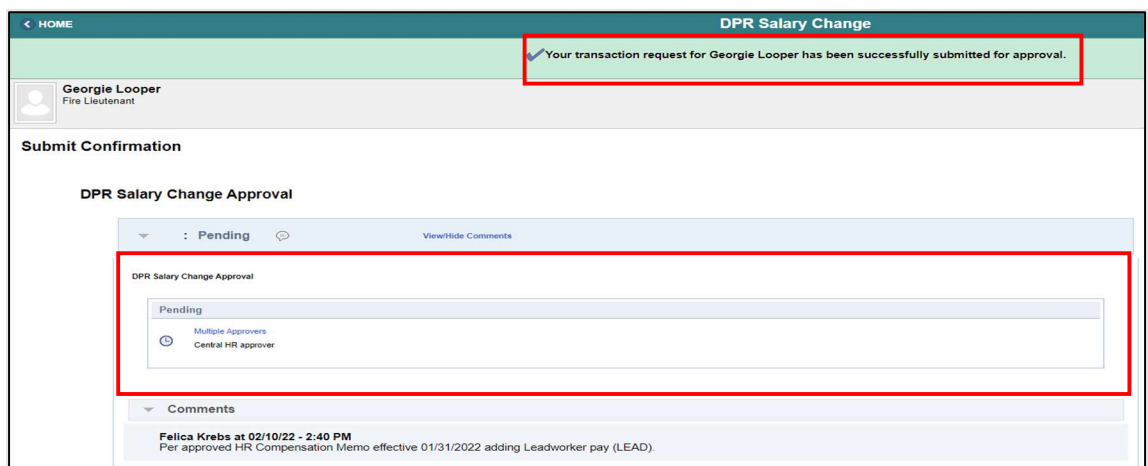 HOME
DPR Salary Change
Your transaction request for Georgie Looper has been successfully submitted for approval.
Georgie Looper
Fire Lieutenant
Submit Confirmation
DPR Salary Change Approval
: Pending
View/Hide Comments
DPR Salary Change Approval
Pending
Multiple Approvers
Central HR approver
Comments
Felica Krebs at 02/10/22 - 2:40 PM
Per approved HR Compensation Memo effective 01/31/2022 adding Leadworker pay (LEAD).